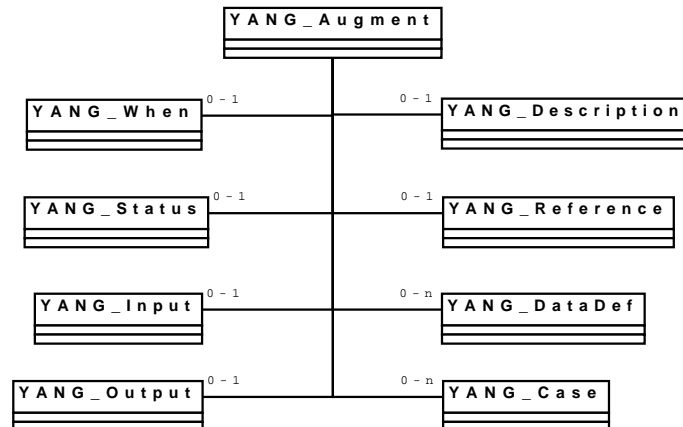 YANG_Augment
0-1 0-1
YANG_When YANG_Description
0-1 0-1
YANG_Status YANG_Reference
0-1 0-n
YANG_Input YANG_DataDef
0-1 0-n
YANG_Output YANG_Case